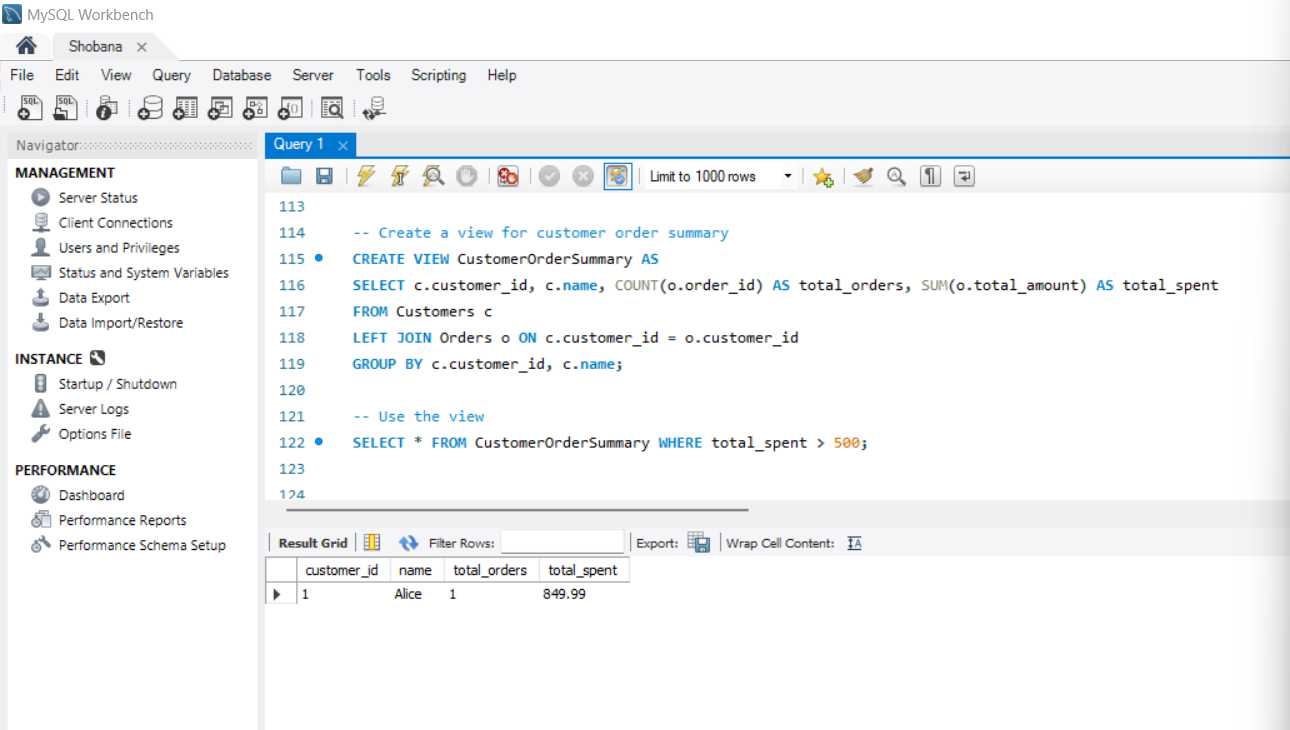 MySQL Workbench
Shobana
File Edit View Query Database Server Tools Scripting Help
SQL SQL
Navigator
Query 1
MANAGEMENT
Server Status
Client Connections
Users and Privileges
Status and System Variables
Data Export
Data Import/Restore
INSTANCE
Startup / Shutdown
Server Logs
Options File
PERFORMANCE
Dashboard
Performance Reports
Performance Schema Setup
Limit to 1000 rows
113
114 -- Create a view for customer order summary
115 CREATE VIEW CustomerOrderSummary AS
116 SELECT c.customer_id, c.name, COUNT(o.order_id) AS total_orders, SUM(o.total_amount) AS total_spent
117 FROM Customers c
118 LEFT JOIN Orders o ON c.customer_id = o.customer_id
119 GROUP BY c.customer_id, c.name;
120
121 -- Use the view
122 SELECT * FROM CustomerOrderSummary WHERE total_spent > 500;
123
124
Result Grid Filter Rows: Export: Wrap Cell Content:
customer_id name total_orders total_spent
1 Alice 1 849.99